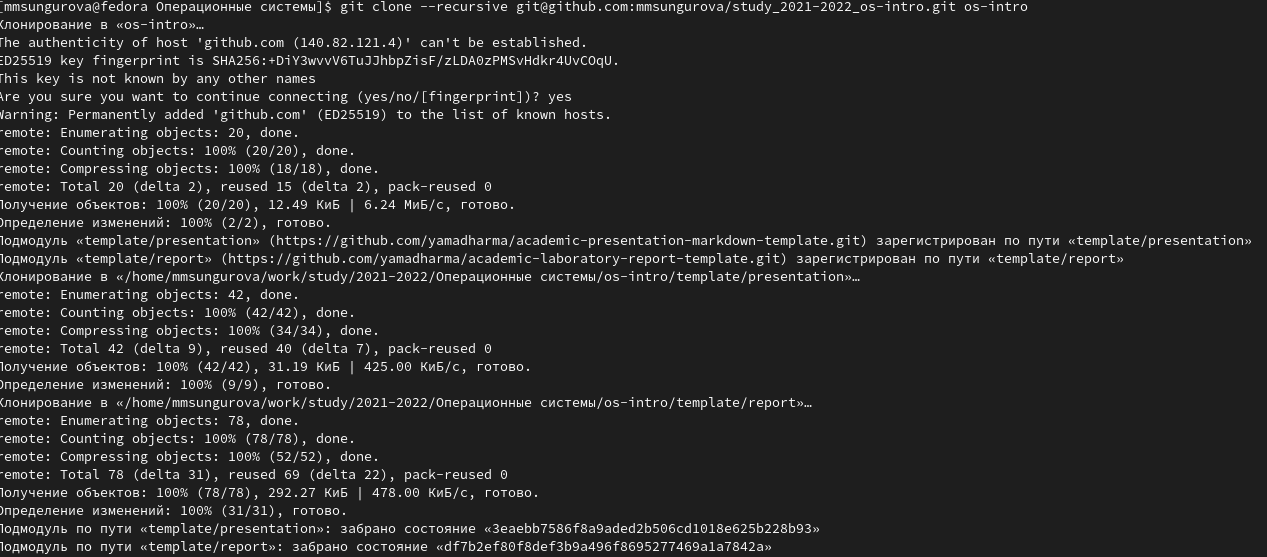 [mmsungurova@fedora Операционные системы]$ git clone --recursive git@github.com:mmsungurova/study_2021-2022_os-intro.git os-intro
Клонирование в «os-intro»…
The authenticity of host 'github.com (140.82.121.4)' can't be established.
ED25519 key fingerprint is SHA256:+DiY3wvvV6TuJJhbpZisF/zLDA0zPMSvHdkr4UvCOqU.
This key is not known by any other names
Are you sure you want to continue connecting (yes/no/[fingerprint])? yes
Warning: Permanently added 'github.com' (ED25519) to the list of known hosts.
remote: Enumerating objects: 20, done.
remote: Counting objects: 100% (20/20), done.
remote: Compressing objects: 100% (18/18), done.
remote: Total 20 (delta 2), reused 15 (delta 2), pack-reused 0
Получение объектов: 100% (20/20), 12.49 КиБ | 6.24 МиБ/с, готово.
Определение изменений: 100% (2/2), готово.
Подмодуль «template/presentation» (https://github.com/yamadharma/academic-presentation-markdown-template.git) зарегистрирован по пути «template/presentation»
Подмодуль «template/report» (https://github.com/yamadharma/academic-laboratory-report-template.git) зарегистрирован по пути «template/report»
Клонирование в «/home/mmsungurova/work/study/2021-2022/Операционные системы/os-intro/template/presentation»…
remote: Enumerating objects: 42, done.
remote: Counting objects: 100% (42/42), done.
remote: Compressing objects: 100% (34/34), done.
remote: Total 42 (delta 9), reused 40 (delta 7), pack-reused 0
Получение объектов: 100% (42/42), 31.19 КиБ | 425.00 КиБ/с, готово.
Определение изменений: 100% (9/9), готово.
Клонирование в «/home/mmsungurova/work/study/2021-2022/Операционные системы/os-intro/template/report»…
remote: Enumerating objects: 78, done.
remote: Counting objects: 100% (78/78), done.
remote: Compressing objects: 100% (52/52), done.
remote: Total 78 (delta 31), reused 69 (delta 22), pack-reused 0
Получение объектов: 100% (78/78), 292.27 КиБ | 478.00 КиБ/с, готово.
Определение изменений: 100% (31/31), готово.
Подмодуль по пути «template/presentation»: забрано состояние «3eaebb7586f8a9aded2b506cd1018e625b228b93»
Подмодуль по пути «template/report»: забрано состояние «df7b2ef80f8def3b9a496f8695277469a1a7842a»